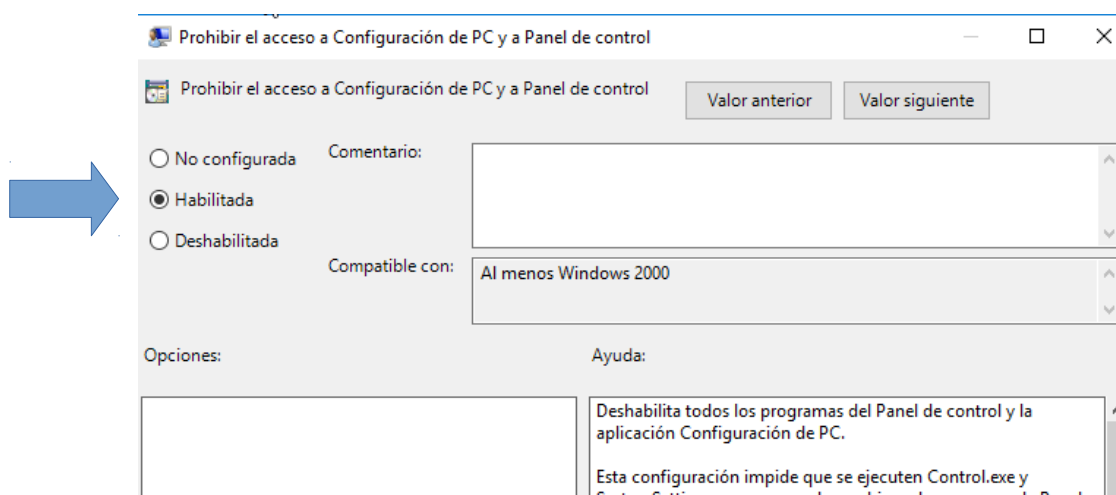 Prohibir el acceso a Configuración de PC y a Panel de control
Prohibir el acceso a Configuración de PC y a Panel de control
Valor anterior
Valor siguiente
No configurada
Comentario:
Habilitada
Deshabilitada
Compatible con:
Al menos Windows 2000
Opciones:
Ayuda:
Deshabilita todos los programas del Panel de control y la
aplicación Configuración de PC.
Esta configuración impide que se ejecuten Control.exe y